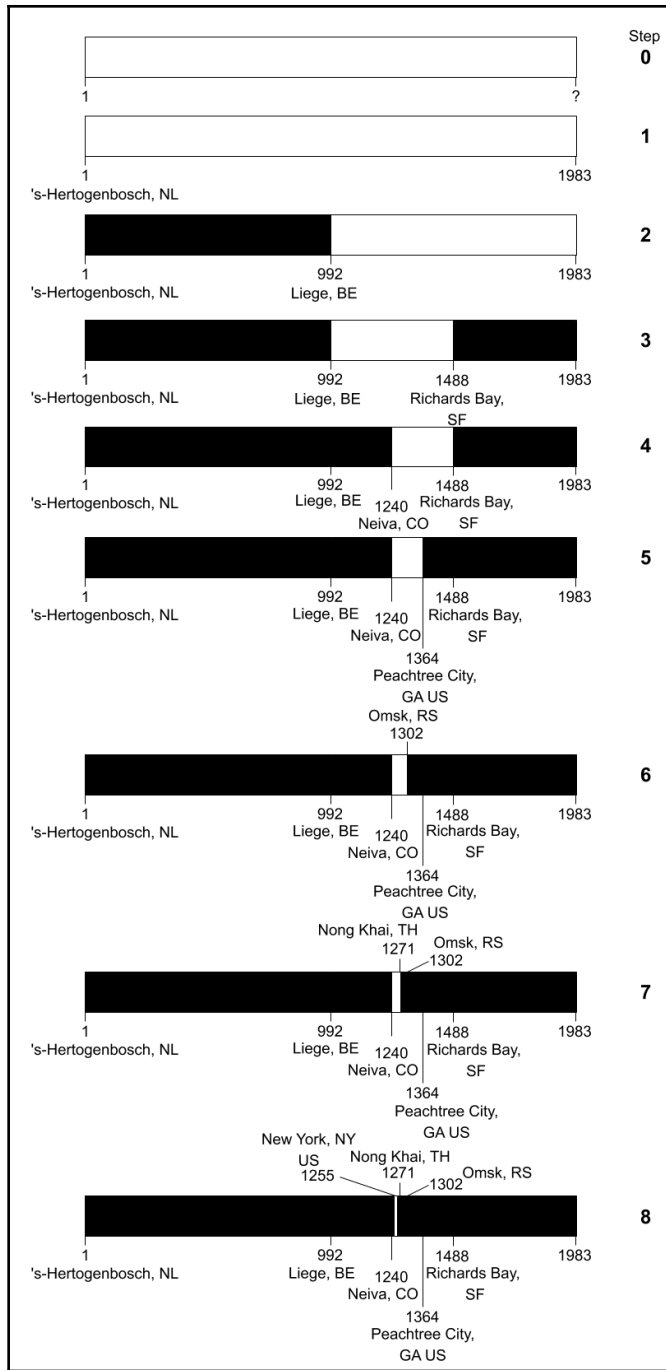 Step
0
1 ?
1
1 1983
's-Hertogenbosch, NL
2
1 992 1983
's-Hertogenbosch, NL Liege, BE
3
1 992 1488 1983
's-Hertogenbosch, NL Liege, BE Richards Bay,
SF
4
1 992 1488 1983
's-Hertogenbosch, NL Liege, BE 1240 Richards Bay,
Neiva, CO SF
5
1 992 1488 1983
's-Hertogenbosch, NL Liege, BE 1240 Richards Bay,
Neiva, CO SF
1364
Peachtree City,
GA US
Omsk, RS
1302
6
1 992 1488 1983
's-Hertogenbosch, NL Liege, BE 1240 Richards Bay,
Neiva, CO SF
1364
Peachtree City,
GA US
Nong Khai, TH Omsk, RS
1271 1302
7
1 992 1488 1983
's-Hertogenbosch, NL Liege, BE 1240 Richards Bay,
Neiva, CO SF
1364
Peachtree City,
GA US
New York, NY
US Nong Khai, TH Omsk, RS
1255 1271 1302
8
1 992 1488 1983
's-Hertogenbosch, NL Liege, BE 1240 Richards Bay,
Neiva, CO SF
1364
Peachtree City,
GA US